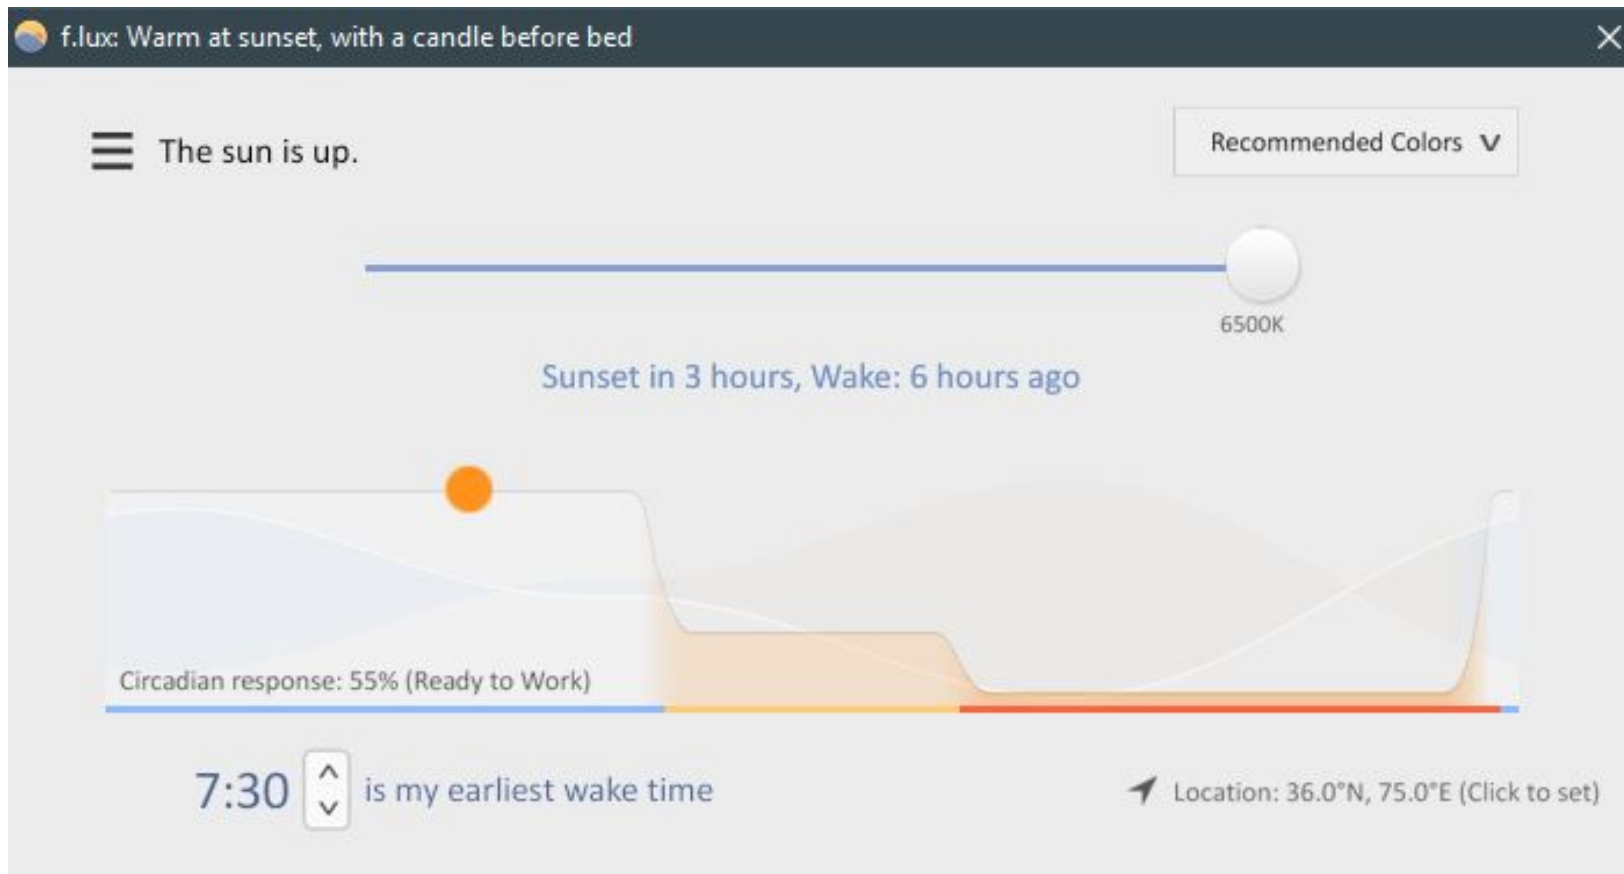 f.lux: Warm at sunset, with a candle before bed
The sun is up.
Recommended Colors
6500K
Sunset in 3 hours, Wake: 6 hours ago
Circadian response: 55% (Ready to Work)
7:30 is my earliest wake time
Location: 36.0°N, 75.0°E (Click to set)